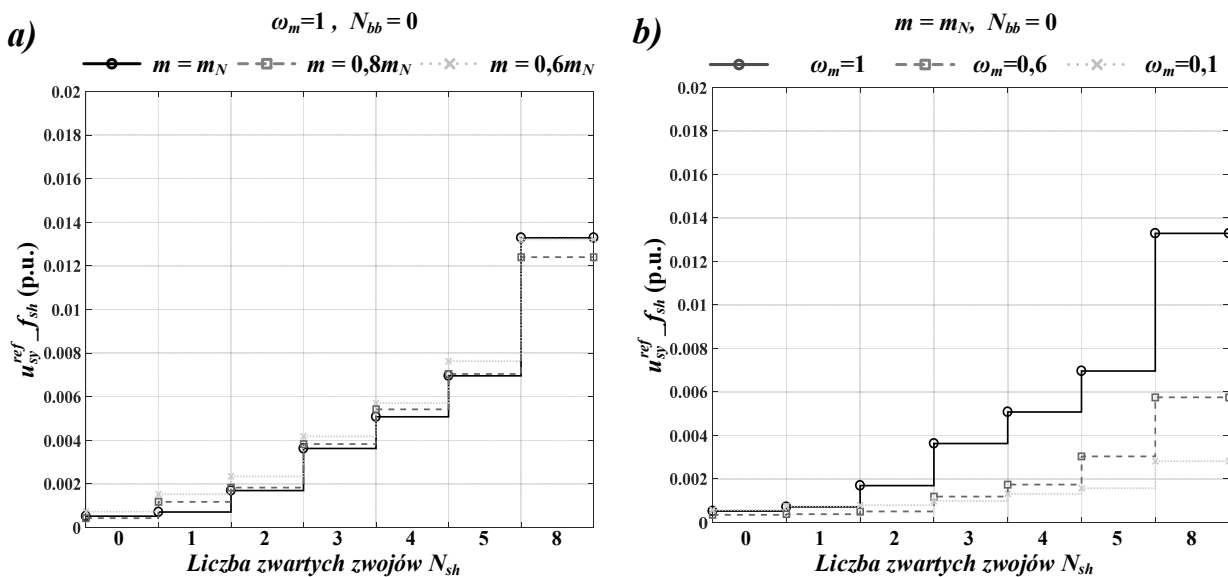 a)
ω_m=1 , N_bb = 0
m = m_N m = 0,8m_N m = 0,6m_N
0.02
0.018
0.016
0.014
0.012
0.01
0.008
0.006
0.004
0.002
0
u_sy^ref_f_sh (p.u.)
0 1 2 3 4 5 8
Liczba zwartych zwojów N_sh
b)
m = m_N, N_bb = 0
ω_m=1 ω_m=0,6 ω_m=0,1
0.02
0.018
0.016
0.014
0.012
0.01
0.008
0.006
0.004
0.002
0
u_sy^ref_f_sh (p.u.)
0 1 2 3 4 5 8
Liczba zwartych zwojów N_sh